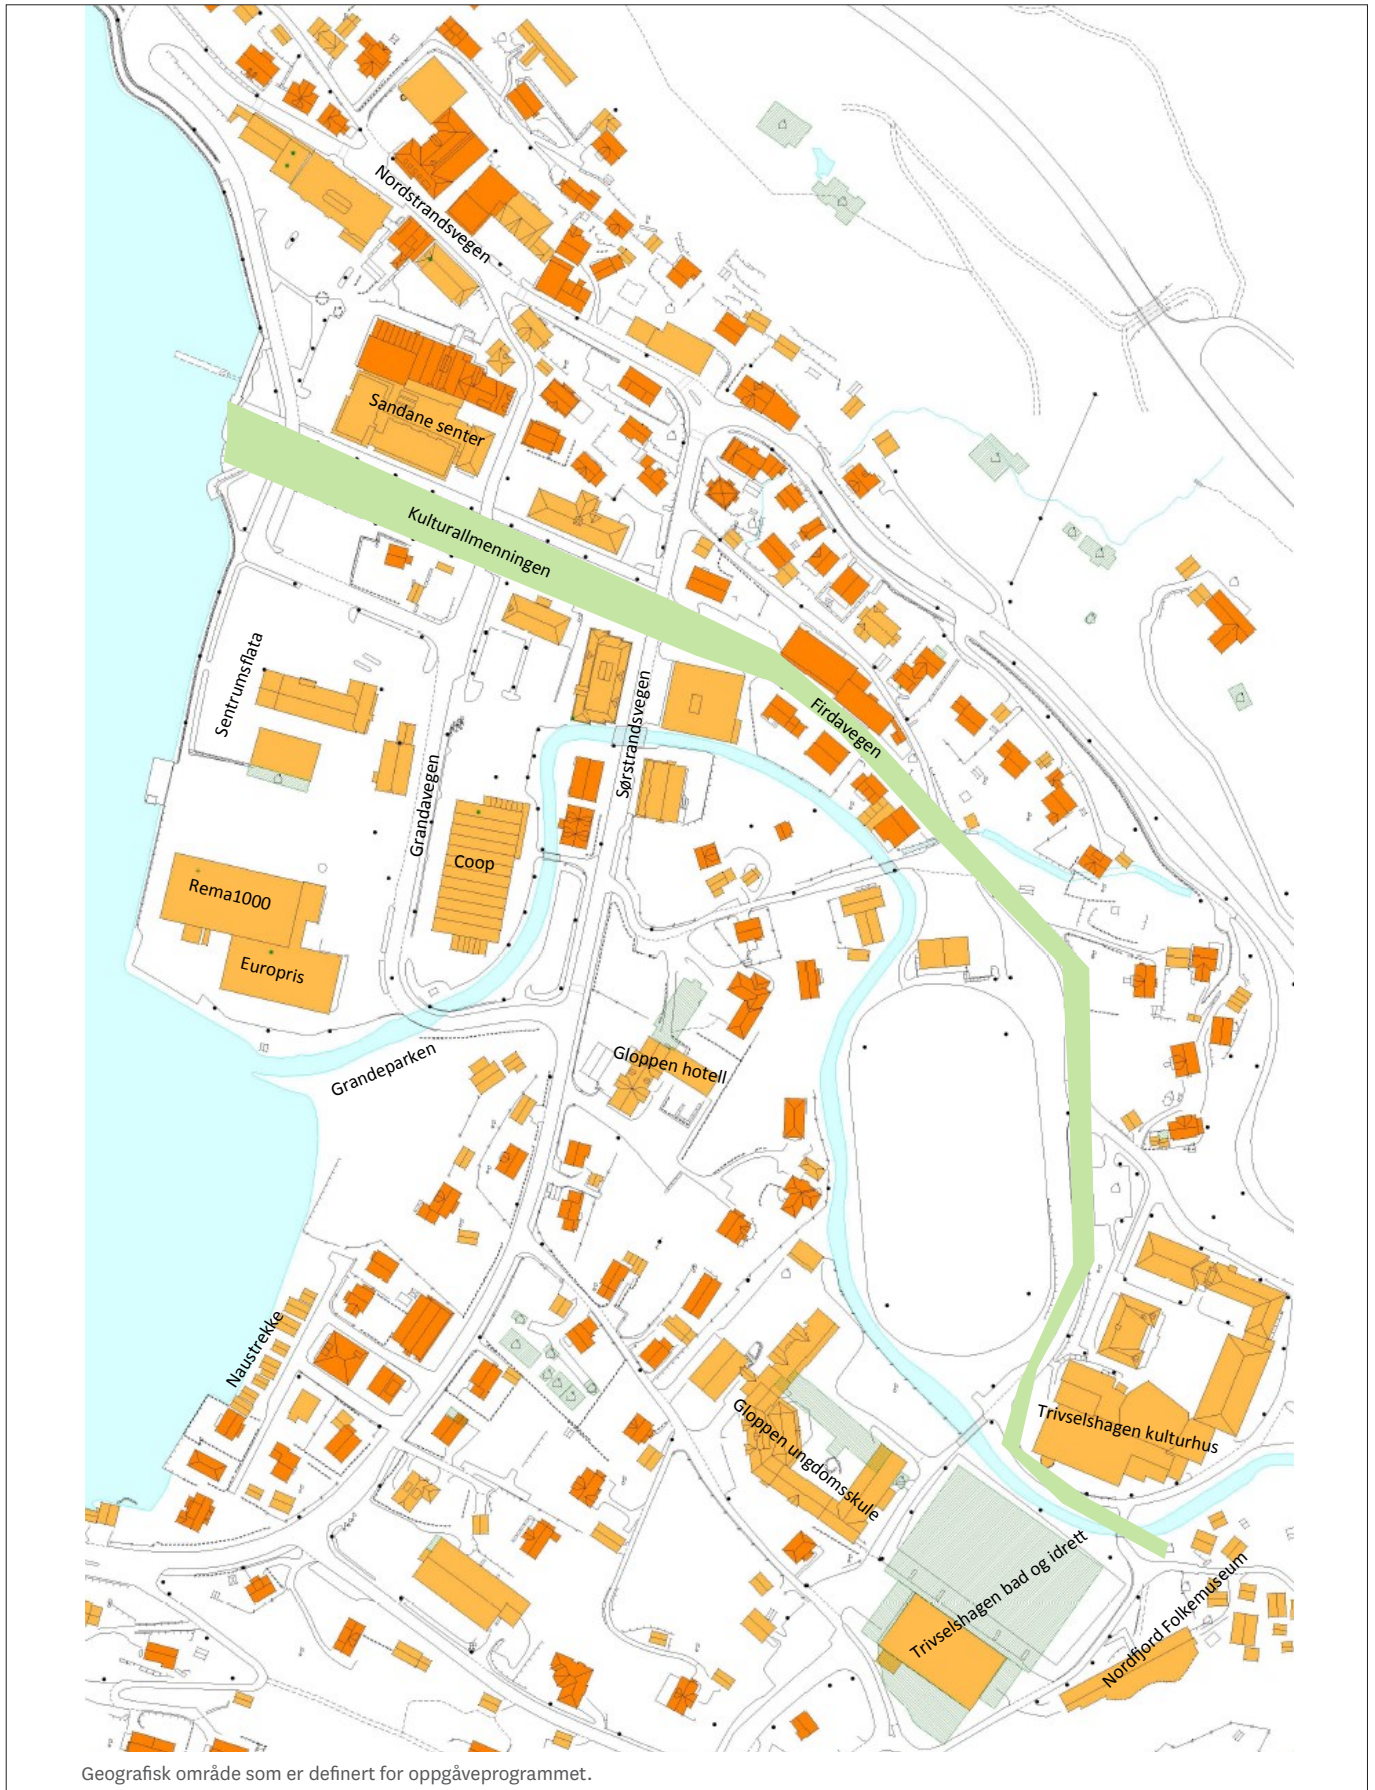 Nordstrandsvegen
Sandane senter
Kulturallmenningen
Sentrumsflata
Sørstrandsvegen
Firdavegen
Grandavegen
Coop
Rema1000
Europris
Grandeparken
Gloppen hotell
Naustrekke
Gloppen ungdomsskule
Trivselshagen kulturhus
Trivselshagen bad og idrett
Nordfjord Folkemuseum
Geografisk område som er definert for oppgåveprogrammet.